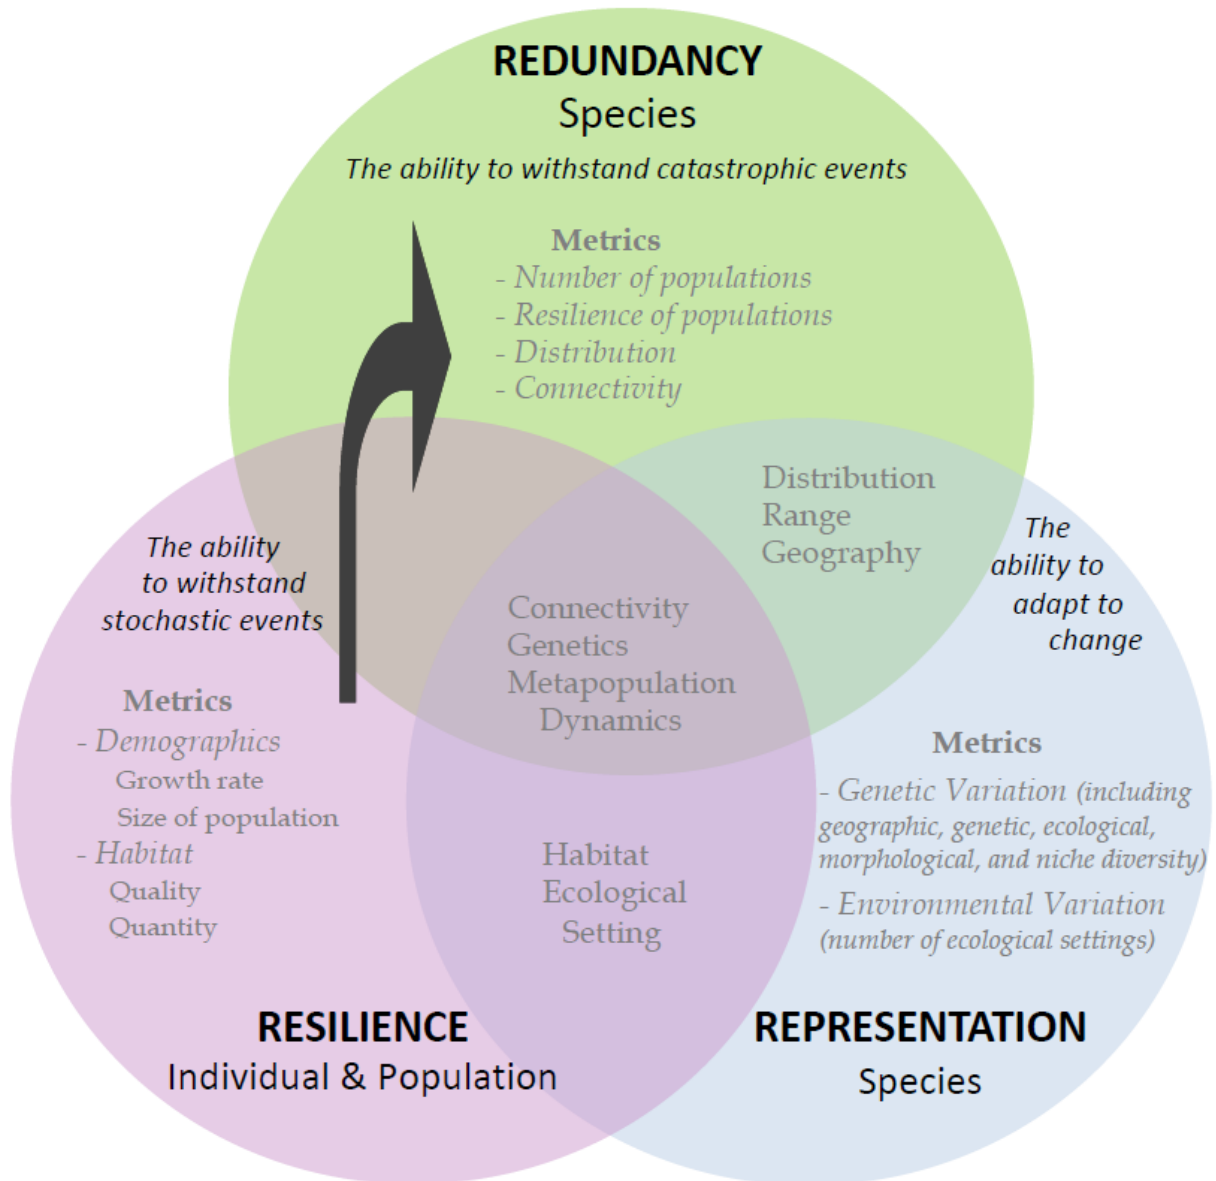 REDUNDANCY
Species
The ability to withstand catastrophic events
Metrics
- Number of populations
- Resilience of populations
- Distribution
- Connectivity
Distribution
Range
Geography
The ability
to withstand
stochastic events
The
ability to
adapt to
change
Connectivity
Genetics
Metapopulation
Dynamics
Metrics
- Demographics
Growth rate
Size of population
- Habitat
Quality
Quantity
Habitat
Ecological
Setting
Metrics
- Genetic Variation (including
geographic, genetic, ecological,
morphological, and niche diversity)
- Environmental Variation
(number of ecological settings)
RESILIENCE
Individual & Population
REPRESENTATION
Species